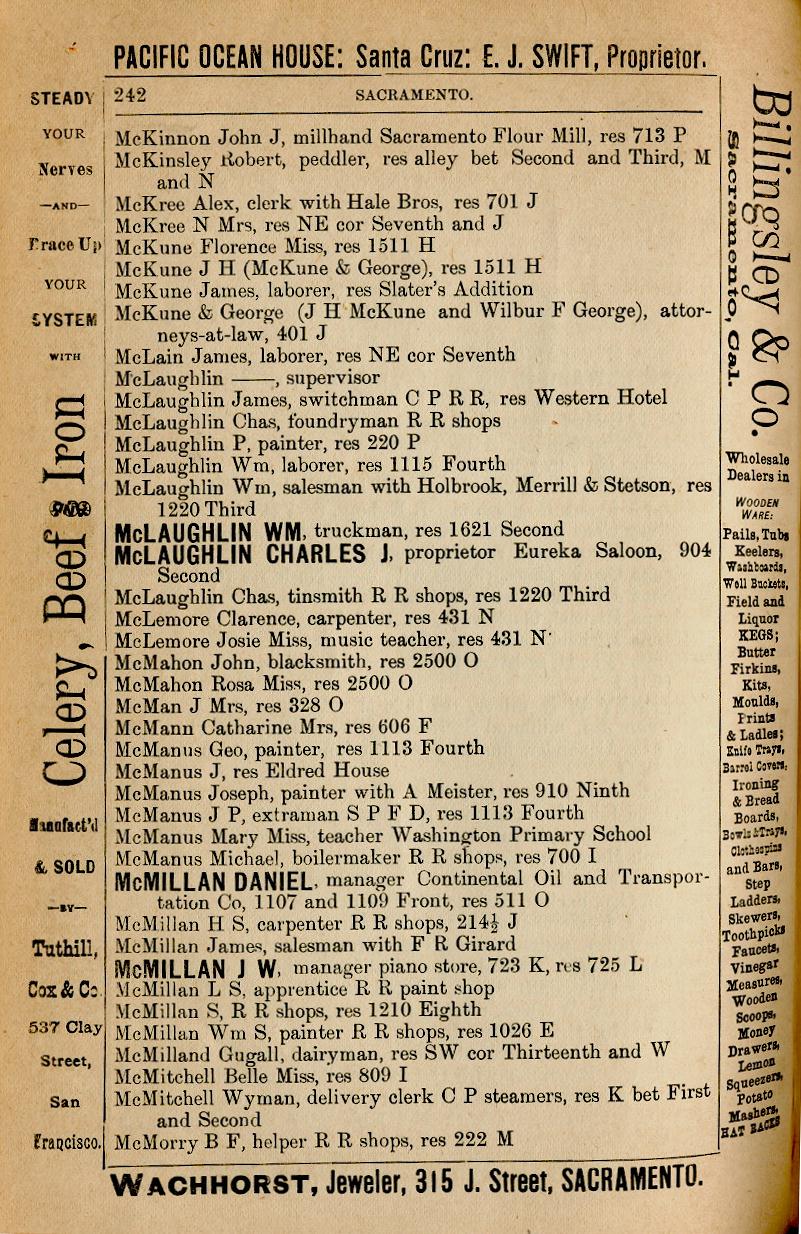 PACIFIC OCEAN HOUSE: Santa Cruz: E. J. SWIFT, Proprietor.
242 SACRAMENTO.
McKinnon John J, millhand Sacramento Flour Mill, res 713 P
McKinsley Robert, peddler, res alley bet Second and Third, M
and N
McKree Alex, clerk with Hale Bros, res 701 J
McKree N Mrs, res NE cor Seventh and J
McKune Florence Miss, res 1511 H
McKune J H (McKune & George), res 1511 H
McKune James, laborer, res Slater's Addition
McKune & George (J H McKune and Wilbur F George), attor-
neys-at-law, 401 J
McLain James, laborer, res NE cor Seventh
McLaughlin ——, supervisor
McLaughlin James, switchman C P R R, res Western Hotel
McLaughlin Chas, foundryman R R shops
McLaughlin P, painter, res 220 P
McLaughlin Wm, laborer, res 1115 Fourth
McLaughlin Wm, salesman with Holbrook, Merrill & Stetson, res
1220 Third
McLAUGHLIN WM, truckman, res 1621 Second
McLAUGHLIN CHARLES J, proprietor Eureka Saloon, 904
Second
McLaughlin Chas, tinsmith R R shops, res 1220 Third
McLemore Clarence, carpenter, res 431 N
McLemore Josie Miss, music teacher, res 431 N
McMahon John, blacksmith, res 2500 O
McMahon Rosa Miss, res 2500 O
McMan J Mrs, res 328 O
McMann Catharine Mrs, res 606 F
McManus Geo, painter, res 1113 Fourth
McManus J, res Eldred House
McManus Joseph, painter with A Meister, res 910 Ninth
McManus J P, extraman S P F D, res 1113 Fourth
McManus Mary Miss, teacher Washington Primary School
McManus Michael, boilermaker R R shops, res 700 I
McMILLAN DANIEL, manager Continental Oil and Transpor-
tation Co, 1107 and 1109 Front, res 511 O
McMillan H S, carpenter R R shops, 214½ J
McMillan James, salesman with F R Girard
McMILLAN J W, manager piano store, 723 K, res 725 L
McMillan L S, apprentice R R paint shop
McMillan S, R R shops, res 1210 Eighth
McMillan Wm S, painter R R shops, res 1026 E
McMilland Gugall, dairyman, res SW cor Thirteenth and W
McMitchell Belle Miss, res 809 I
McMitchell Wyman, delivery clerk C P steamers, res K bet First
and Second
McMorry B F, helper R R shops, res 222 M
WACHHORST, Jeweler, 315 J. Street, SACRAMENTO.
STEADY
YOUR
Nerves
—AND—
Brace Up
YOUR
SYSTEM
WITH
Celery, Beef Iron
Manufact'd
& SOLD
—BY—
Tuthill,
Cox & Co.
537 Clay
Street,
San
Francisco.
Billingsley & Co.
Sacramento, Cal.
Wholesale
Dealers in
WOODEN
WARE:
Pails, Tubs
Keelers,
Washboards,
Well Buckets,
Field and
Liquor
KEGS;
Butter
Firkins,
Kits,
Moulds,
Prints
& Ladles;
Knife Trays,
Barrel Covers,
Ironing
& Bread
Boards,
Bowls & Trays,
Clothespins
and Bars,
Step
Ladders,
Skewers,
Toothpicks
Faucets,
Vinegar
Measures,
Wooden
Scoops,
Money
Drawers,
Lemon
Squeezers,
Potato
Mashers,
HAT RACKS